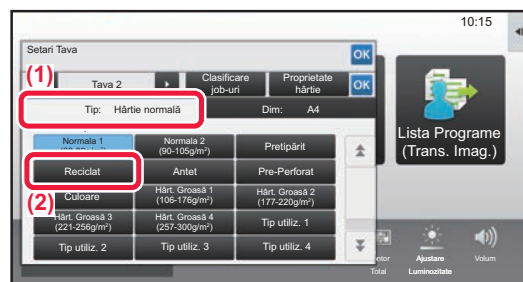 10:15
Setari Tava
OK
(1)
Tava 2
Clasificare
job-uri
Proprietate
hârtie
OK
Tip: Hârtie normală
Dim: A4
Lista Programe
(Trans. Imag.)
Normala 1
Normala 2
(90-105g/m²)
Pretipărit
Reciclat
Antet
Pre-Perforat
(2)
Culoare
Hârt. Groasă 1
(106-176g/m²)
Hârt. Groasă 2
(177-220g/m²)
Hârt. Groasă 3
(221-256g/m²)
Hârt. Groasă 4
(257-300g/m²)
Tip utiliz. 1
Tip utiliz. 2
Tip utiliz. 3
Tip utiliz. 4
Total
Ajustare
Luminozitate
Volum